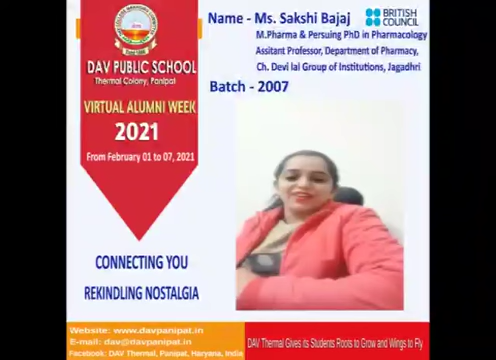 Name - Ms. Sakshi Bajaj
BRITISH
COUNCIL
M.Pharma & Persuing PhD in Pharmacology
Assitant Professor, Department of Pharmacy,
Ch. Devi lal Group of Institutions, Jagadhri
Batch - 2007
DAV PUBLIC SCHOOL
Thermal Colony, Panipat
VIRTUAL ALUMNI WEEK
2021
From February 01 to 07, 2021
CONNECTING YOU
REKINDLING NOSTALGIA
Website: www.davpanipat.in
E-mail: dav@davpanipat.in
Facebook: DAV Thermal, Panipat, Haryana, India
DAV Thermal Gives its Students Roots to Grow and Wings to Fly